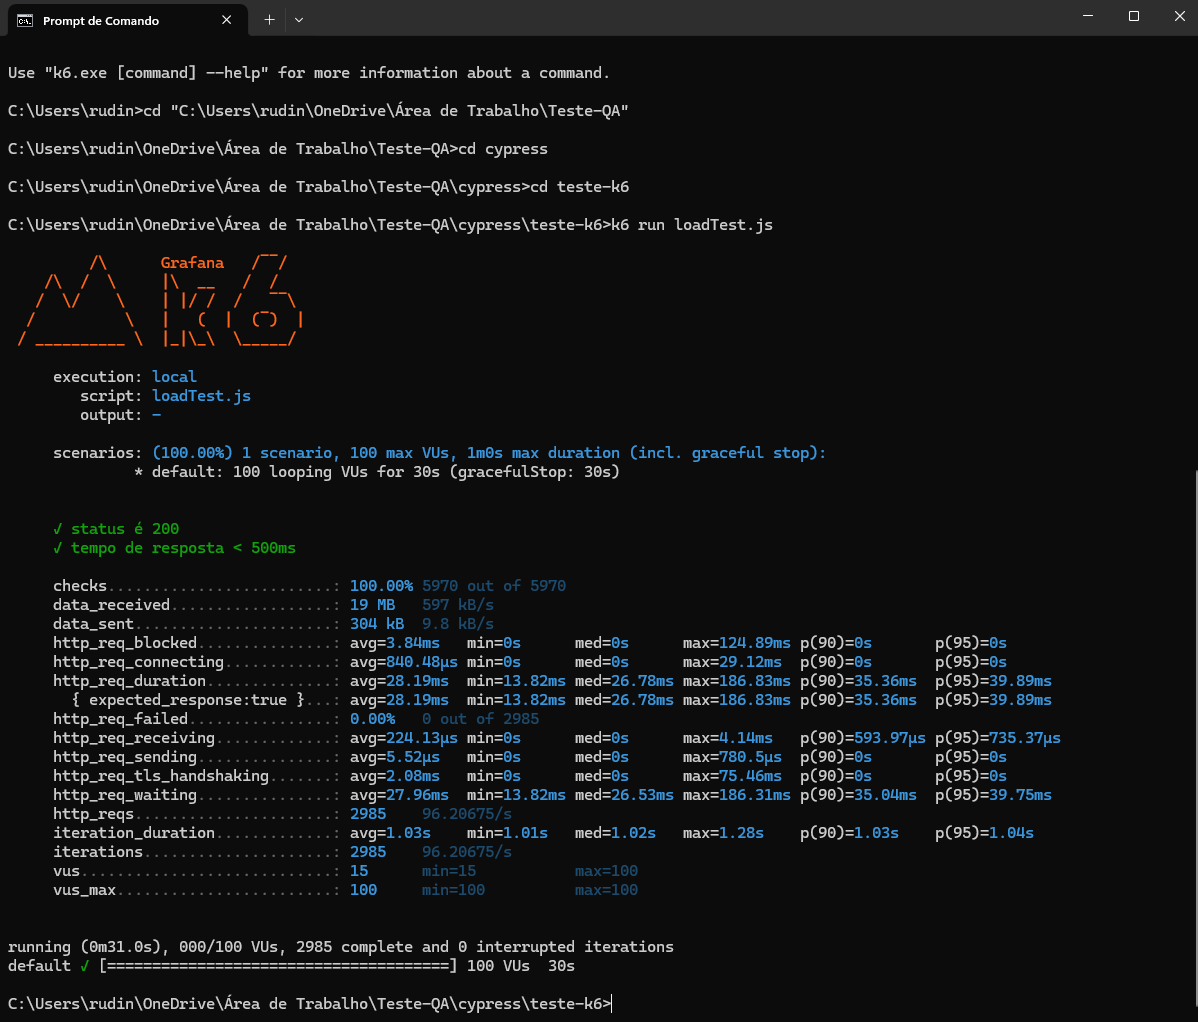 Prompt de Comando
Use "k6.exe [command] --help" for more information about a command.
C:\Users\rudin>cd "C:\Users\rudin\OneDrive\Área de Trabalho\Teste-QA"
C:\Users\rudin\OneDrive\Área de Trabalho\Teste-QA>cd cypress
C:\Users\rudin\OneDrive\Área de Trabalho\Teste-QA\cypress>cd teste-k6
C:\Users\rudin\OneDrive\Área de Trabalho\Teste-QA\cypress\teste-k6>k6 run loadTest.js
Grafana
k6
execution: local
script: loadTest.js
output: -
scenarios: (100.00%) 1 scenario, 100 max VUs, 1m0s max duration (incl. graceful stop):
* default: 100 looping VUs for 30s (gracefulStop: 30s)
✓ status é 200
✓ tempo de resposta < 500ms
checks.........................: 100.00% 5970 out of 5970
data_received..................: 19 MB 597 kB/s
data_sent......................: 304 kB 9.8 kB/s
http_req_blocked...............: avg=3.84ms min=0s med=0s max=124.89ms p(90)=0s p(95)=0s
http_req_connecting............: avg=840.48µs min=0s med=0s max=29.12ms p(90)=0s p(95)=0s
http_req_duration..............: avg=28.19ms min=13.82ms med=26.78ms max=186.83ms p(90)=35.36ms p(95)=39.89ms
{ expected_response:true }...: avg=28.19ms min=13.82ms med=26.78ms max=186.83ms p(90)=35.36ms p(95)=39.89ms
http_req_failed................: 0.00% 0 out of 2985
http_req_receiving.............: avg=224.13µs min=0s med=0s max=4.14ms p(90)=593.97µs p(95)=735.37µs
http_req_sending...............: avg=5.52µs min=0s med=0s max=780.5µs p(90)=0s p(95)=0s
http_req_tls_handshaking.......: avg=2.08ms min=0s med=0s max=75.46ms p(90)=0s p(95)=0s
http_req_waiting...............: avg=27.96ms min=13.82ms med=26.53ms max=186.31ms p(90)=35.04ms p(95)=39.75ms
http_reqs......................: 2985 96.20675/s
iteration_duration.............: avg=1.03s min=1.01s med=1.02s max=1.28s p(90)=1.03s p(95)=1.04s
iterations.....................: 2985 96.20675/s
vus............................: 15 min=15 max=100
vus_max........................: 100 min=100 max=100
running (0m31.0s), 000/100 VUs, 2985 complete and 0 interrupted iterations
default ✓ [======================================] 100 VUs 30s
C:\Users\rudin\OneDrive\Área de Trabalho\Teste-QA\cypress\teste-k6>